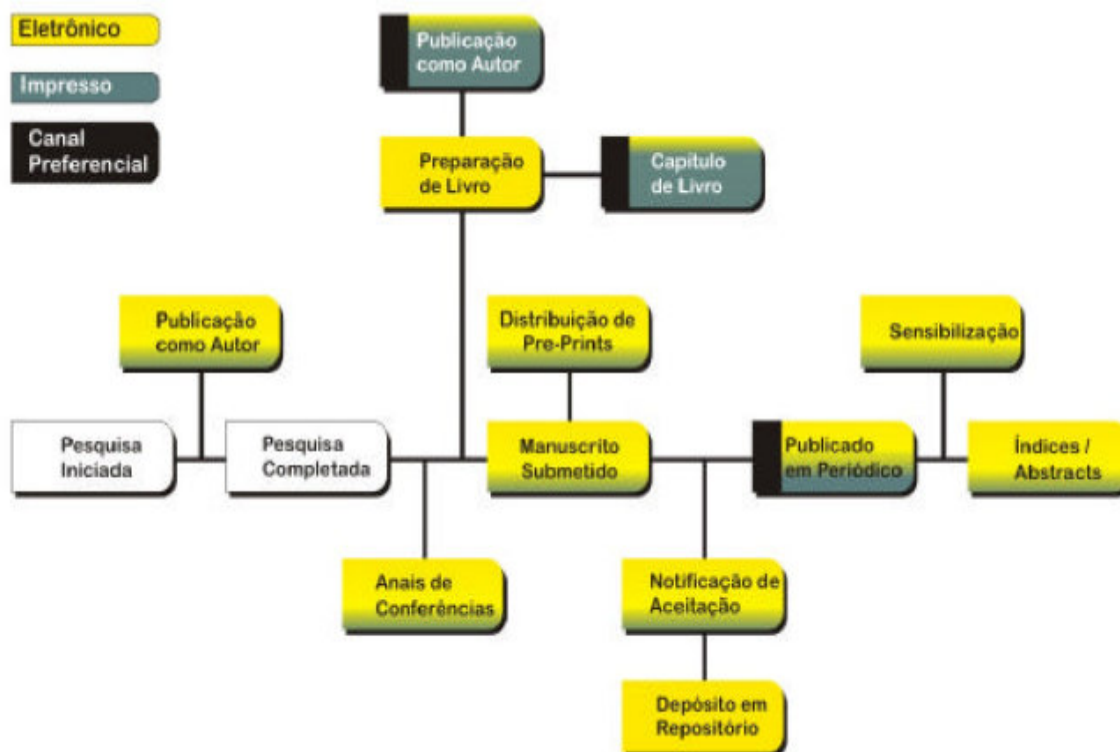 Eletrônico
Impresso
Canal
Preferencial
Publicação
como Autor
Preparação
de Livro
Capítulo
de Livro
Publicação
como Autor
Distribuição de
Pre-Prints
Sensibilização
Pesquisa
Iniciada
Pesquisa
Completada
Manuscrito
Submetido
Publicado
em Periódico
Índices /
Abstracts
Anais de
Conferências
Notificação de
Aceitação
Depósito em
Repositório